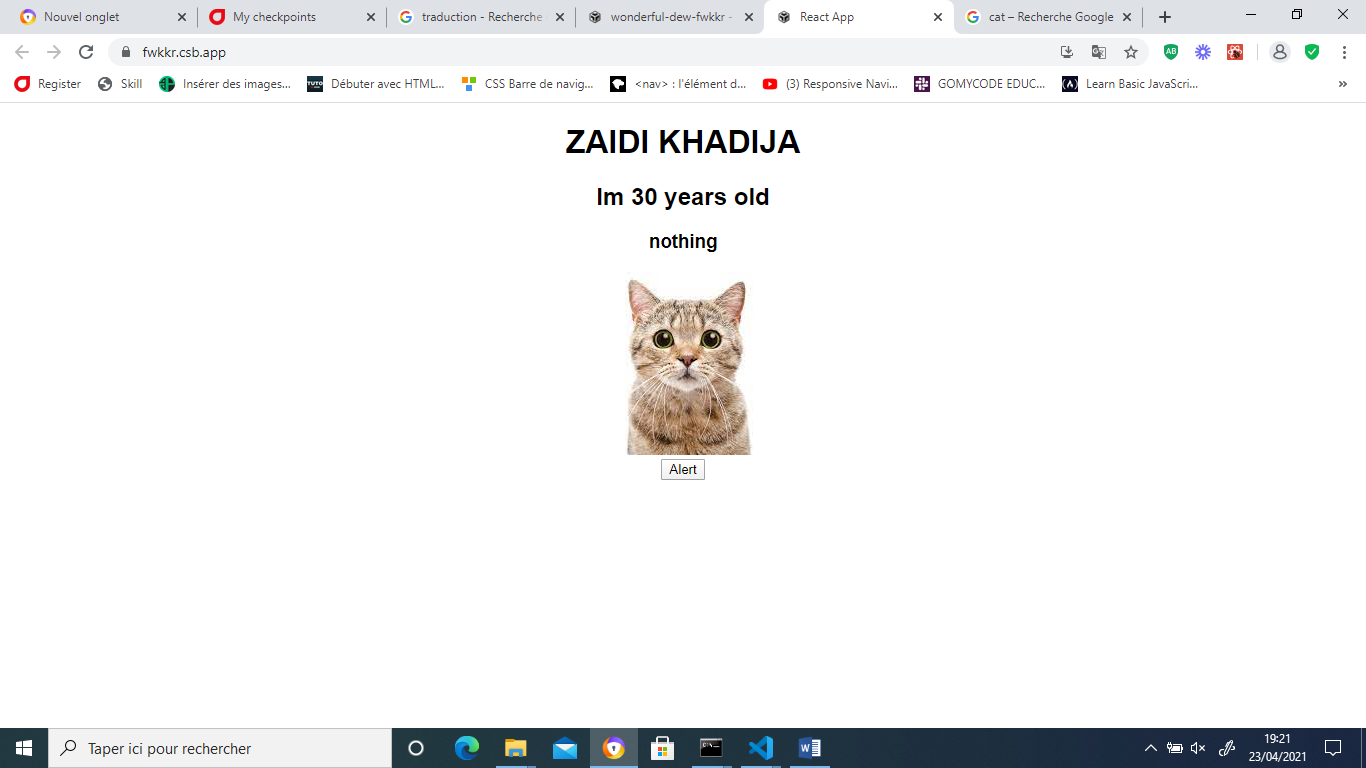 Nouvel onglet
My checkpoints
traduction - Recherche
wonderful-dew-fwkkr -
React App
cat – Recherche Google
fwkkr.csb.app
Register
Skill
Insérer des images...
Débuter avec HTML...
CSS Barre de navig...
<nav> : l'élément d...
(3) Responsive Navi...
GOMYCODE EDUC...
Learn Basic JavaScri...
ZAIDI KHADIJA
Im 30 years old
nothing
Alert
Taper ici pour rechercher
19:21
23/04/2021